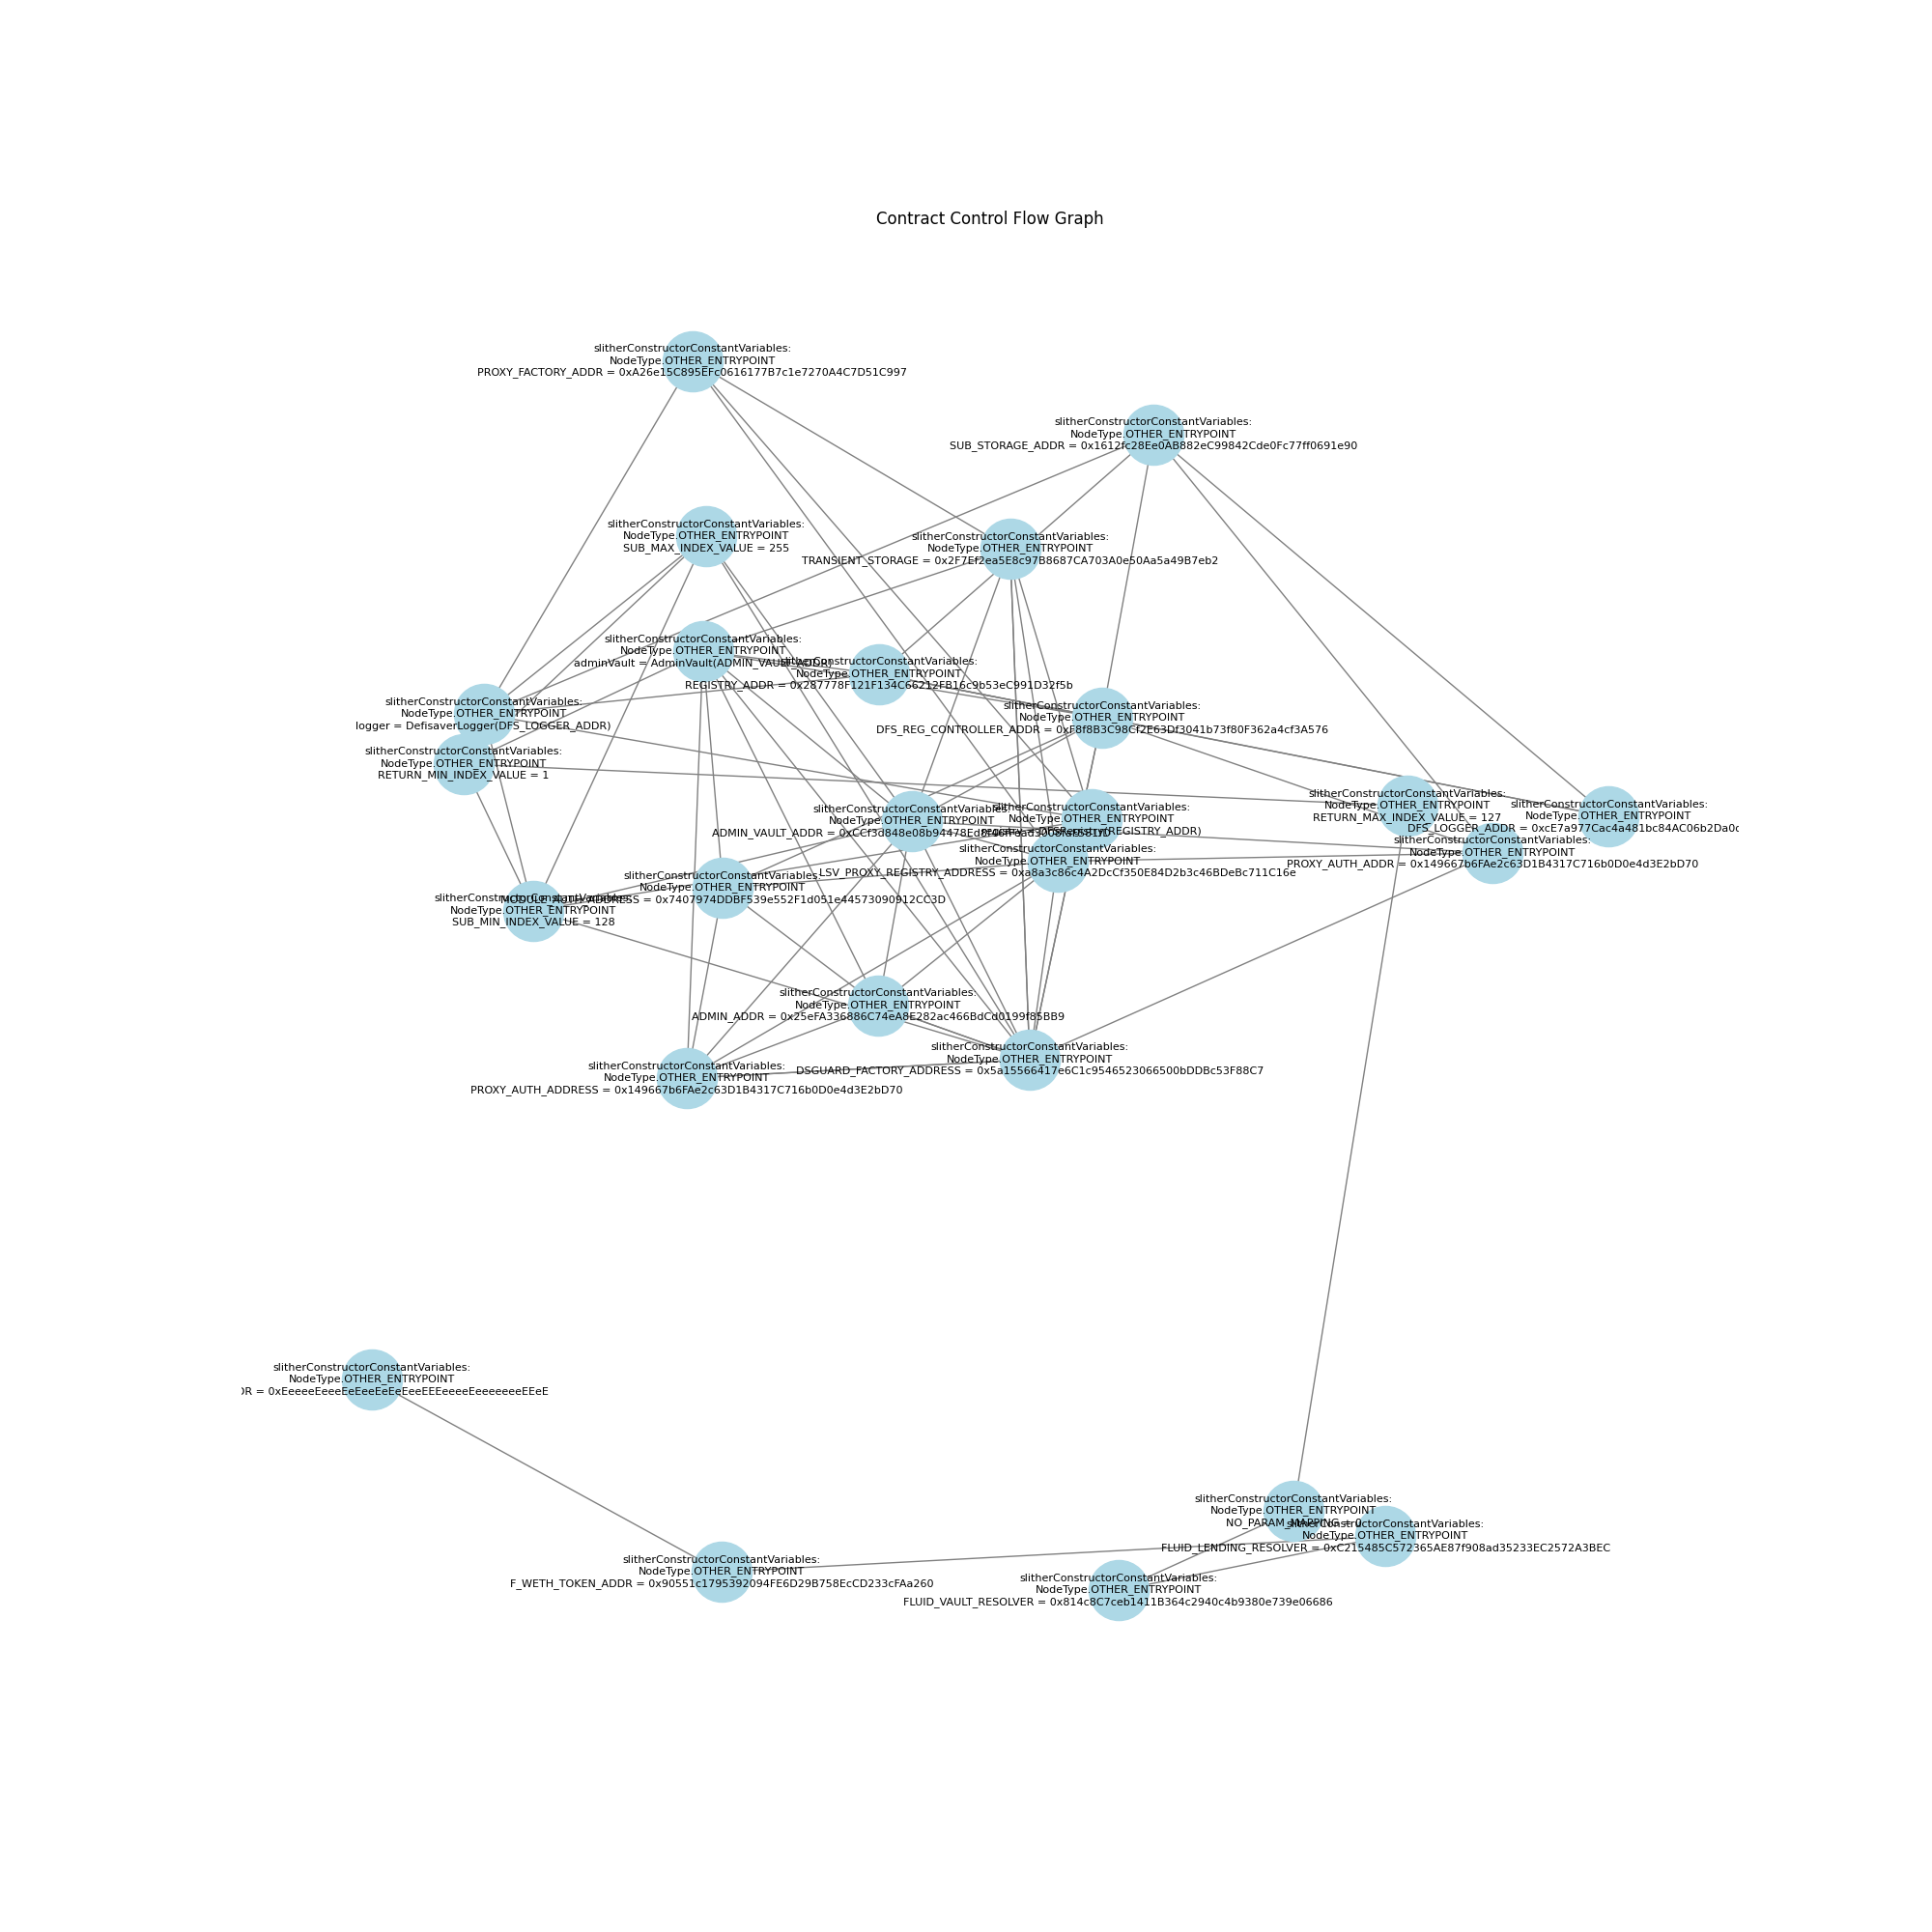 Contract Control Flow Graph
slitherConstructorConstantVariables:
NodeType.OTHER_ENTRYPOINT
PROXY_FACTORY_ADDR = 0xA26e15C895EFc0616177B7c1e7270A4C7D51C997
slitherConstructorConstantVariables:
NodeType.OTHER_ENTRYPOINT
SUB_STORAGE_ADDR = 0x1612fc28Ee0AB882eC99842Cde0Fc77ff0691e90
slitherConstructorConstantVariables:
NodeType.OTHER_ENTRYPOINT
SUB_MAX_INDEX_VALUE = 255
slitherConstructorConstantVariables:
NodeType.OTHER_ENTRYPOINT
TRANSIENT_STORAGE = 0x2F7Ef2ea5E8c97B8687CA703A0e50Aa5a49B7eb2
slitherConstructorConstantVariables:
NodeType.OTHER_ENTRYPOINT
adminVault = AdminVault(ADMIN_VAULT_ADDR)
slitherConstructorConstantVariables:
NodeType.OTHER_ENTRYPOINT
REGISTRY_ADDR = 0x287778F121F134C66212FB16c9b53eC991D32f5b
slitherConstructorConstantVariables:
NodeType.OTHER_ENTRYPOINT
logger = DefisaverLogger(DFS_LOGGER_ADDR)
slitherConstructorConstantVariables:
NodeType.OTHER_ENTRYPOINT
DFS_REG_CONTROLLER_ADDR = 0xF8f8B3C98Cf2E63Df3041b73f80F362a4cf3A576
slitherConstructorConstantVariables:
NodeType.OTHER_ENTRYPOINT
RETURN_MIN_INDEX_VALUE = 1
slitherConstructorConstantVariables:
NodeType.OTHER_ENTRYPOINT
RETURN_MAX_INDEX_VALUE = 127
slitherConstructorConstantVariables:
NodeType.OTHER_ENTRYPOINT
DFS_LOGGER_ADDR =
slitherConstructorConstantVariables:
NodeType.OTHER_ENTRYPOINT
ADMIN_VAULT_ADDR =
slitherConstructorConstantVariables:
NodeType.OTHER_ENTRYPOINT
registry = DFSRegistry(REGISTRY_ADDR)
slitherConstructorConstantVariables:
NodeType.OTHER_ENTRYPOINT
PROXY_AUTH_ADDR = 0x149667b6FAe2c63D1B4317C716b0D0e4d3E2bD70
slitherConstructorConstantVariables:
NodeType.OTHER_ENTRYPOINT
LSV_PROXY_REGISTRY_ADDRESS = 0xa8a3c86c4A2DcCf350E84D2b3c46BDeBc711C16e
slitherConstructorConstantVariables:
NodeType.OTHER_ENTRYPOINT
MODULE_AUTH_ADDRESS = 0x7407974DDBF539e552F1d051e44573090912CC3D
slitherConstructorConstantVariables:
NodeType.OTHER_ENTRYPOINT
SUB_MIN_INDEX_VALUE = 128
slitherConstructorConstantVariables:
NodeType.OTHER_ENTRYPOINT
ADMIN_ADDR = 0x25eFA336886C74eA8E282ac466BdCd0199f85BB9
slitherConstructorConstantVariables:
NodeType.OTHER_ENTRYPOINT
DSGUARD_FACTORY_ADDRESS = 0x5a15566417e6C1c9546523066500bDDBc53F88C7
slitherConstructorConstantVariables:
NodeType.OTHER_ENTRYPOINT
PROXY_AUTH_ADDRESS = 0x149667b6FAe2c63D1B4317C716b0D0e4d3E2bD70
slitherConstructorConstantVariables:
NodeType.OTHER_ENTRYPOINT
slitherConstructorConstantVariables:
NodeType.OTHER_ENTRYPOINT
NO_PARAM_MAPPING = 0
slitherConstructorConstantVariables:
NodeType.OTHER_ENTRYPOINT
FLUID_LENDING_RESOLVER = 0xC215485C572365AE87f908ad35233EC2572A3BEC
slitherConstructorConstantVariables:
NodeType.OTHER_ENTRYPOINT
F_WETH_TOKEN_ADDR = 0x90551c1795392094FE6D29B758EcCD233cFAa260
slitherConstructorConstantVariables:
NodeType.OTHER_ENTRYPOINT
FLUID_VAULT_RESOLVER = 0x814c8C7ceb1411B364c2940c4b9380e739e06686